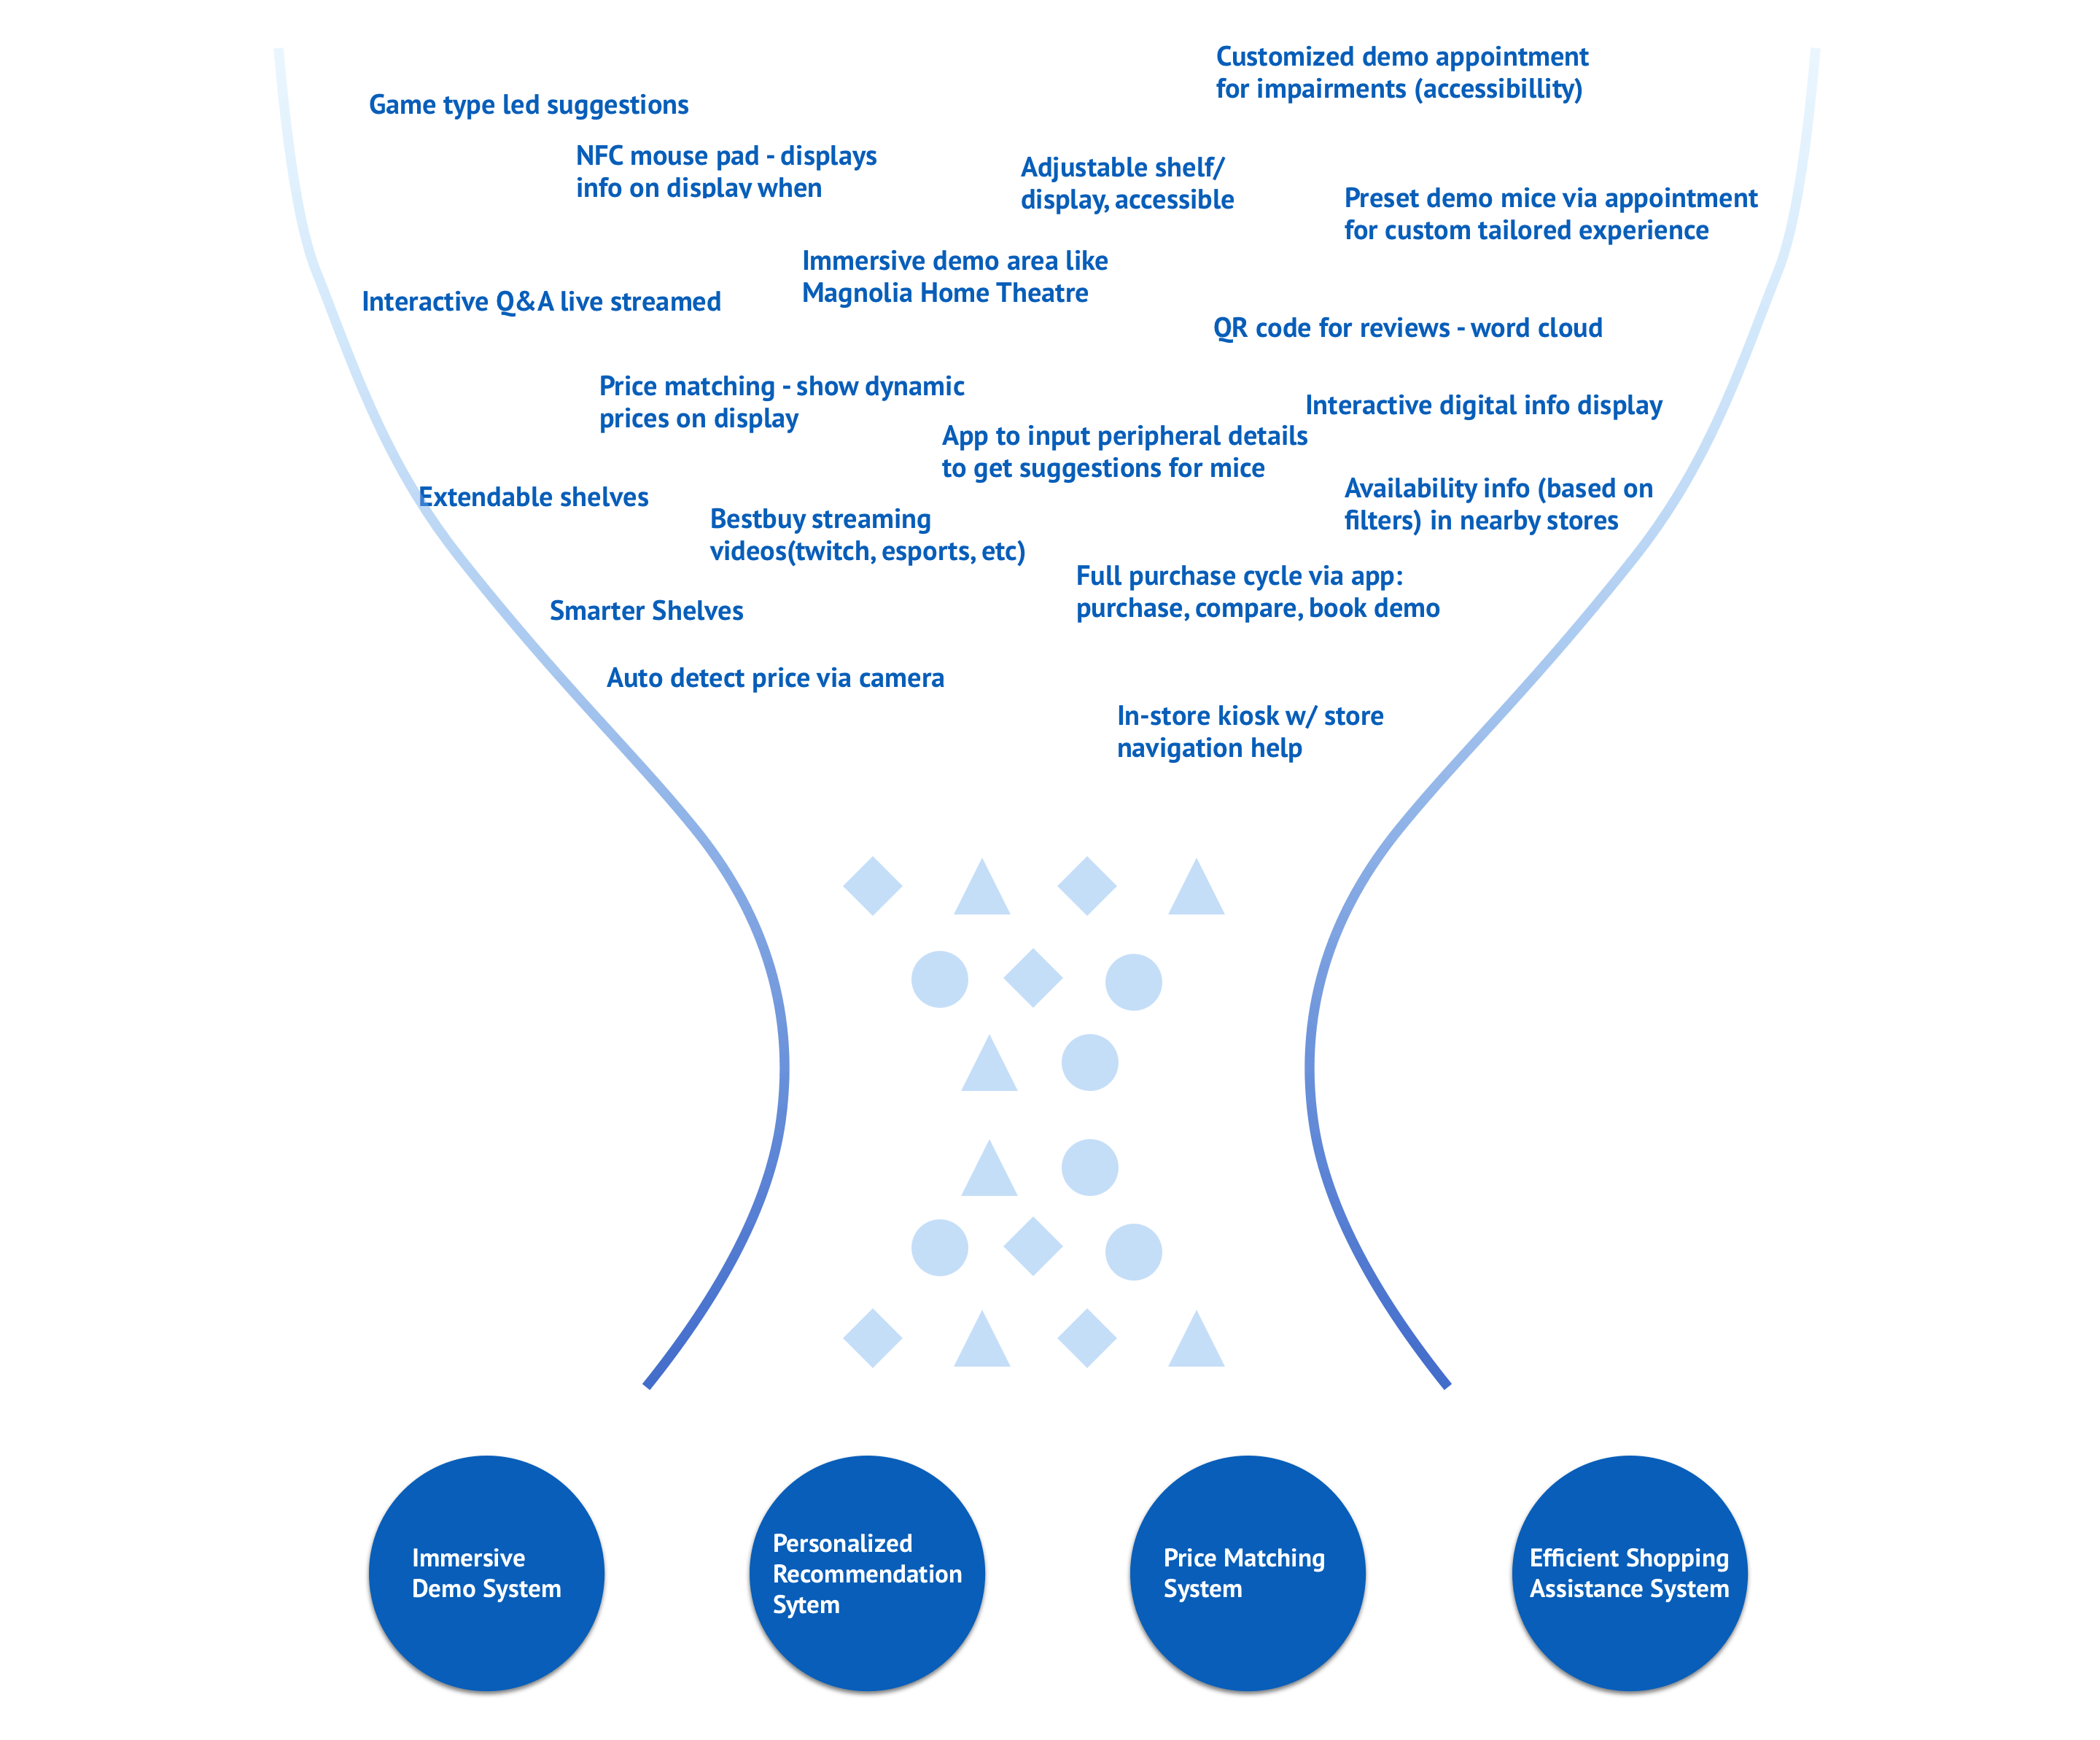 Customized demo appointment
for impairments (accessibillity)
Game type led suggestions
NFC mouse pad - displays
info on display when
Adjustable shelf/
display, accessible
Preset demo mice via appointment
for custom tailored experience
Immersive demo area like
Magnolia Home Theatre
Interactive Q&A live streamed
QR code for reviews - word cloud
Price matching - show dynamic
prices on display
Interactive digital info display
App to input peripheral details
to get suggestions for mice
Extendable shelves
Availability info (based on
filters) in nearby stores
Bestbuy streaming
videos(twitch, esports, etc)
Full purchase cycle via app:
purchase, compare, book demo
Smarter Shelves
Auto detect price via camera
In-store kiosk w/ store
navigation help
Immersive
Demo System
Personalized
Recommendation
Sytem
Price Matching
System
Efficient Shopping
Assistance System